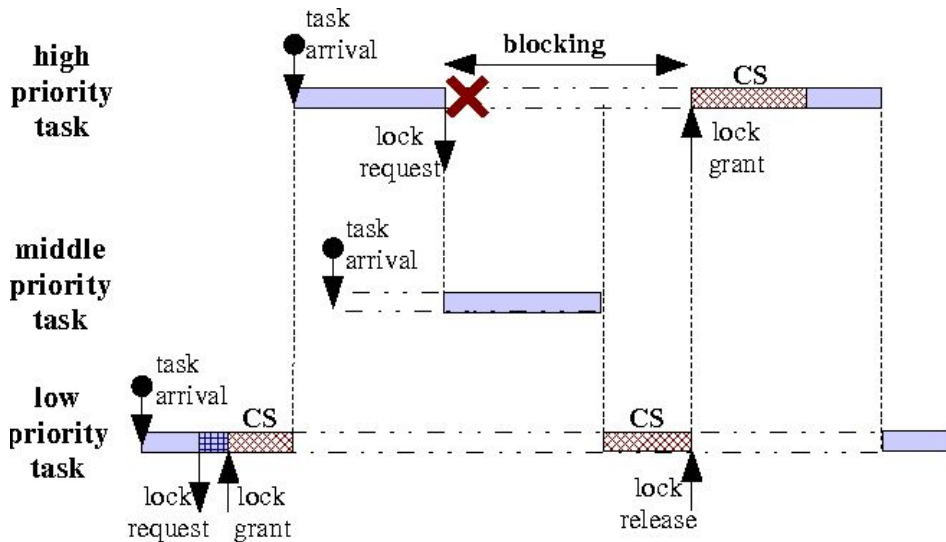 high
priority
task
task
arrival
blocking
lock
request
CS
lock
grant
middle
priority
task
task
arrival
low
priority
task
task
arrival
CS
lock
request
lock
grant
CS
lock
release